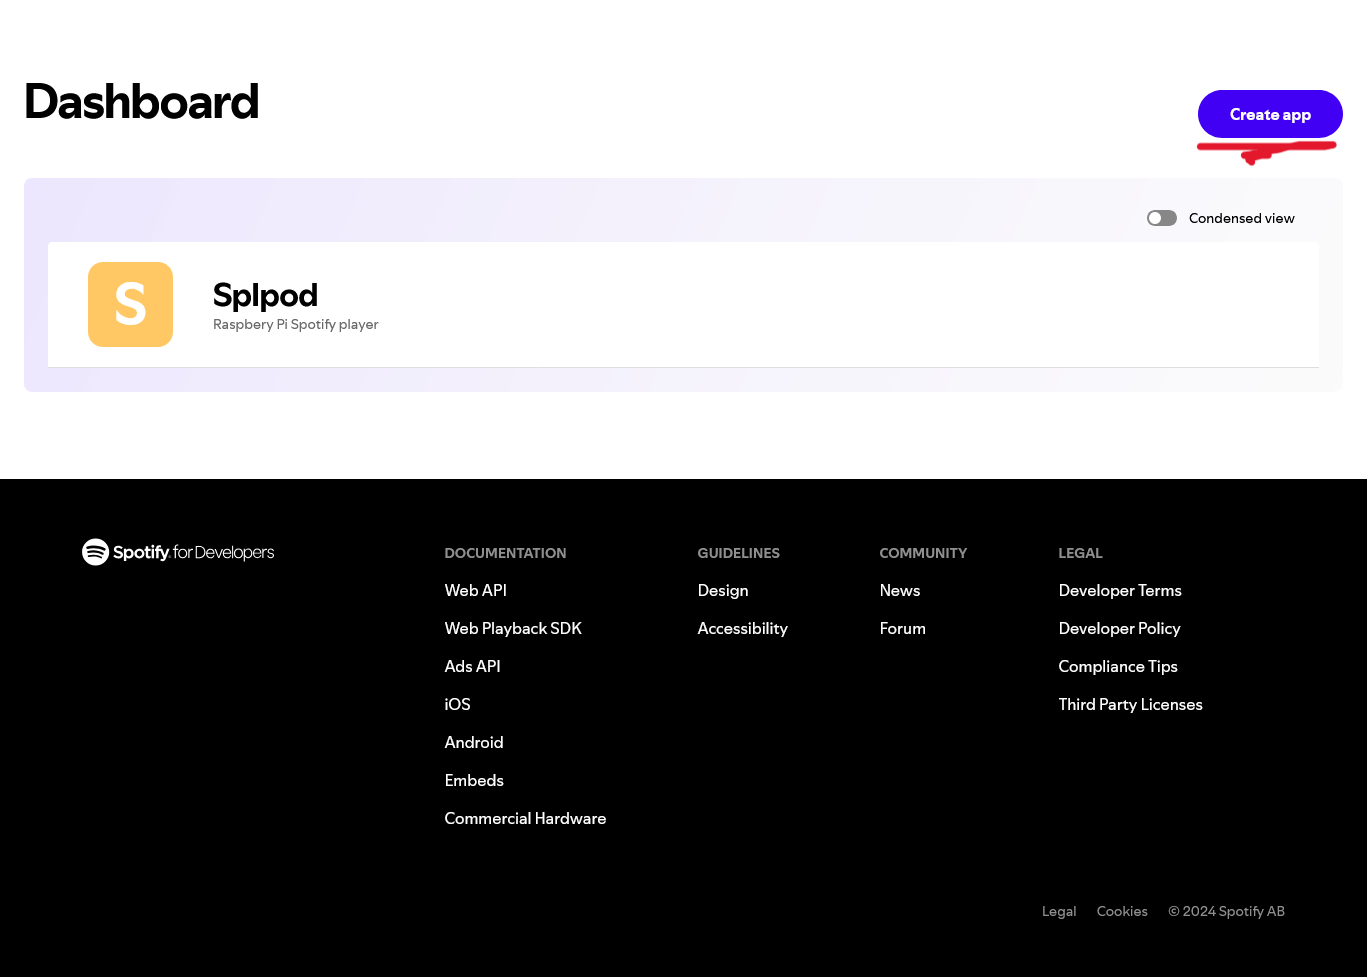 Dashboard
Create app
Condensed view
S
SpIpod
Raspbery Pi Spotify player
Spotify for Developers
DOCUMENTATION
Web API
Web Playback SDK
Ads API
iOS
Android
Embeds
Commercial Hardware
GUIDELINES
Design
Accessibility
COMMUNITY
News
Forum
LEGAL
Developer Terms
Developer Policy
Compliance Tips
Third Party Licenses
Legal Cookies © 2024 Spotify AB